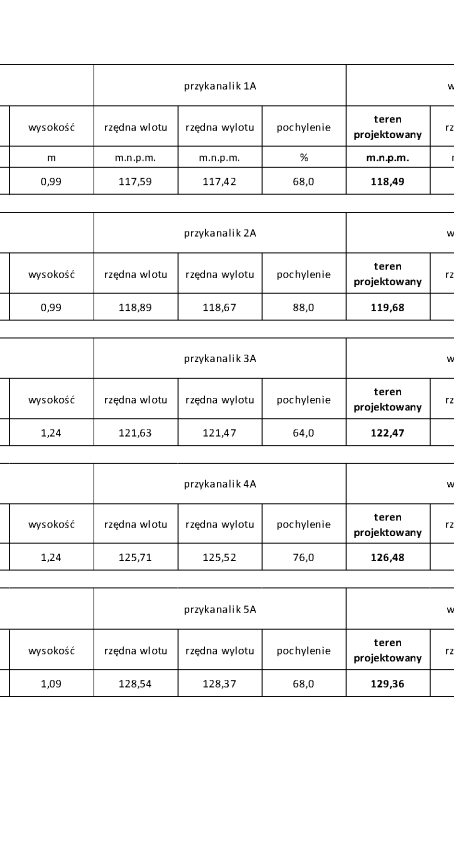 przykanalik 1A w
wysokość rzędna wlotu rzędna wylotu pochylenie teren projektowany rz
m m.n.p.m. m.n.p.m. % m.n.p.m.
0,99 117,59 117,42 68,0 118,49
przykanalik 2A w
wysokość rzędna wlotu rzędna wylotu pochylenie teren projektowany rz
0,99 118,89 118,67 88,0 119,68
przykanalik 3A w
wysokość rzędna wlotu rzędna wylotu pochylenie teren projektowany rz
1,24 121,63 121,47 64,0 122,47
przykanalik 4A w
wysokość rzędna wlotu rzędna wylotu pochylenie teren projektowany rz
1,24 125,71 125,52 76,0 126,48
przykanalik 5A w
wysokość rzędna wlotu rzędna wylotu pochylenie teren projektowany rz
1,09 128,54 128,37 68,0 129,36